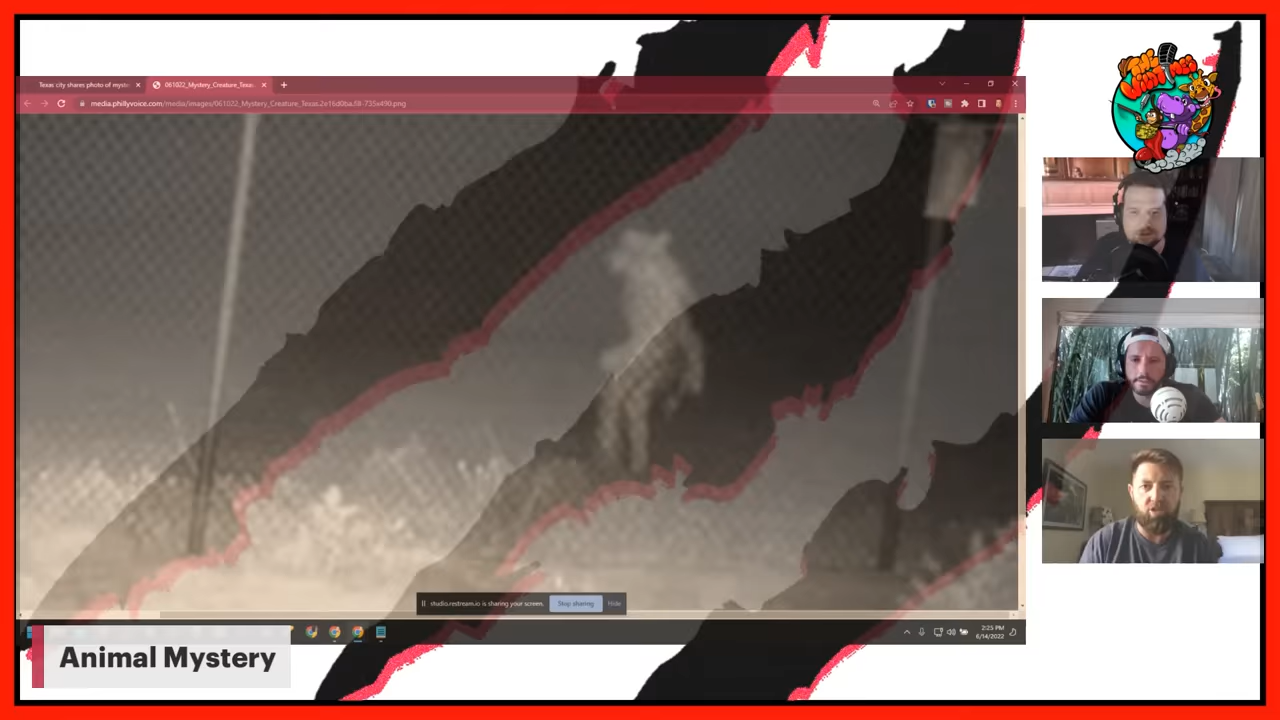 Texas city shares photo of myste
061022_Mystery_Creature_Texas
media.phillyvoice.com/media/images/061022_Mystery_Creature_Texas.2e16d0ba.fill-735x490.png
THE
studio.restream.io is sharing your screen.
Stop sharing
Hide
2:25 PM
6/14/2022
Animal Mystery